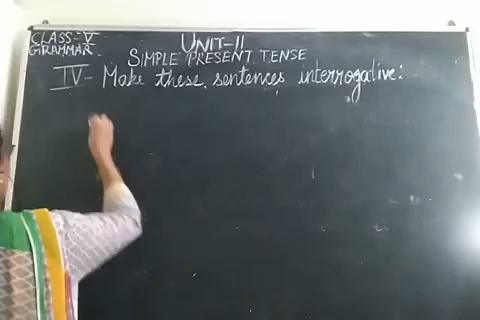 CLASS-V
GRAMMAR
UNIT-II
SIMPLE PRESENT TENSE
IV- Make these sentences interrogative: